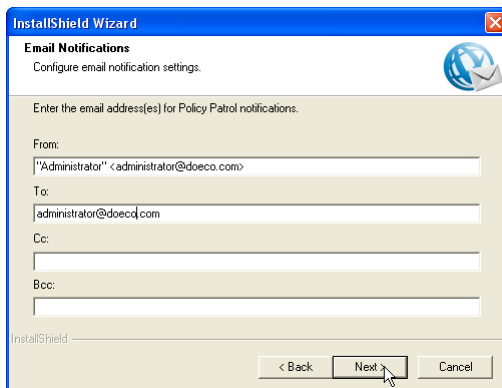 InstallShield Wizard
Email Notifications
Configure email notification settings.
Enter the email address(es) for Policy Patrol notifications.
From:
"Administrator" <administrator@doeco.com>
To:
administrator@doeco.com
Cc:
Bcc:
InstallShield
< Back Next > Cancel